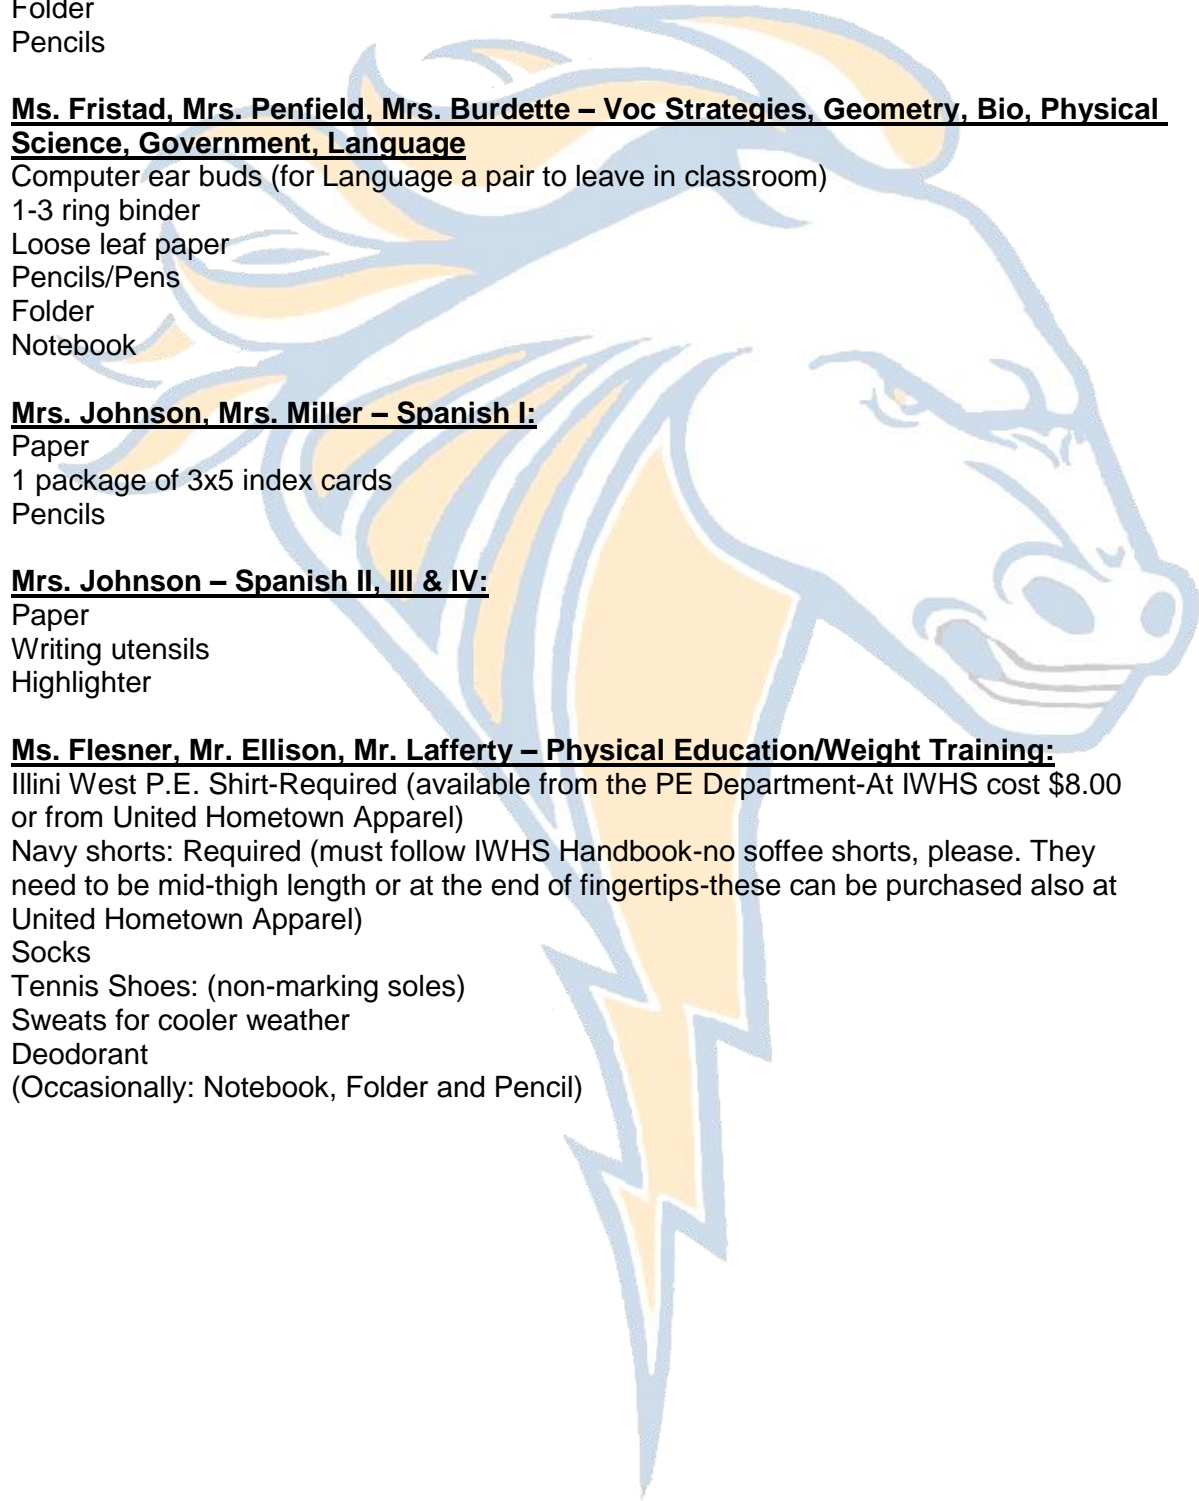 Folder
Pencils
Ms. Fristad, Mrs. Penfield, Mrs. Burdette – Voc Strategies, Geometry, Bio, Physical
Science, Government, Language
Computer ear buds (for Language a pair to leave in classroom)
1-3 ring binder
Loose leaf paper
Pencils/Pens
Folder
Notebook
Mrs. Johnson, Mrs. Miller – Spanish I:
Paper
1 package of 3x5 index cards
Pencils
Mrs. Johnson – Spanish II, III & IV:
Paper
Writing utensils
Highlighter
Ms. Flesner, Mr. Ellison, Mr. Lafferty – Physical Education/Weight Training:
Illini West P.E. Shirt-Required (available from the PE Department-At IWHS cost $8.00
or from United Hometown Apparel)
Navy shorts: Required (must follow IWHS Handbook-no soffee shorts, please. They
need to be mid-thigh length or at the end of fingertips-these can be purchased also at
United Hometown Apparel)
Socks
Tennis Shoes: (non-marking soles)
Sweats for cooler weather
Deodorant
(Occasionally: Notebook, Folder and Pencil)